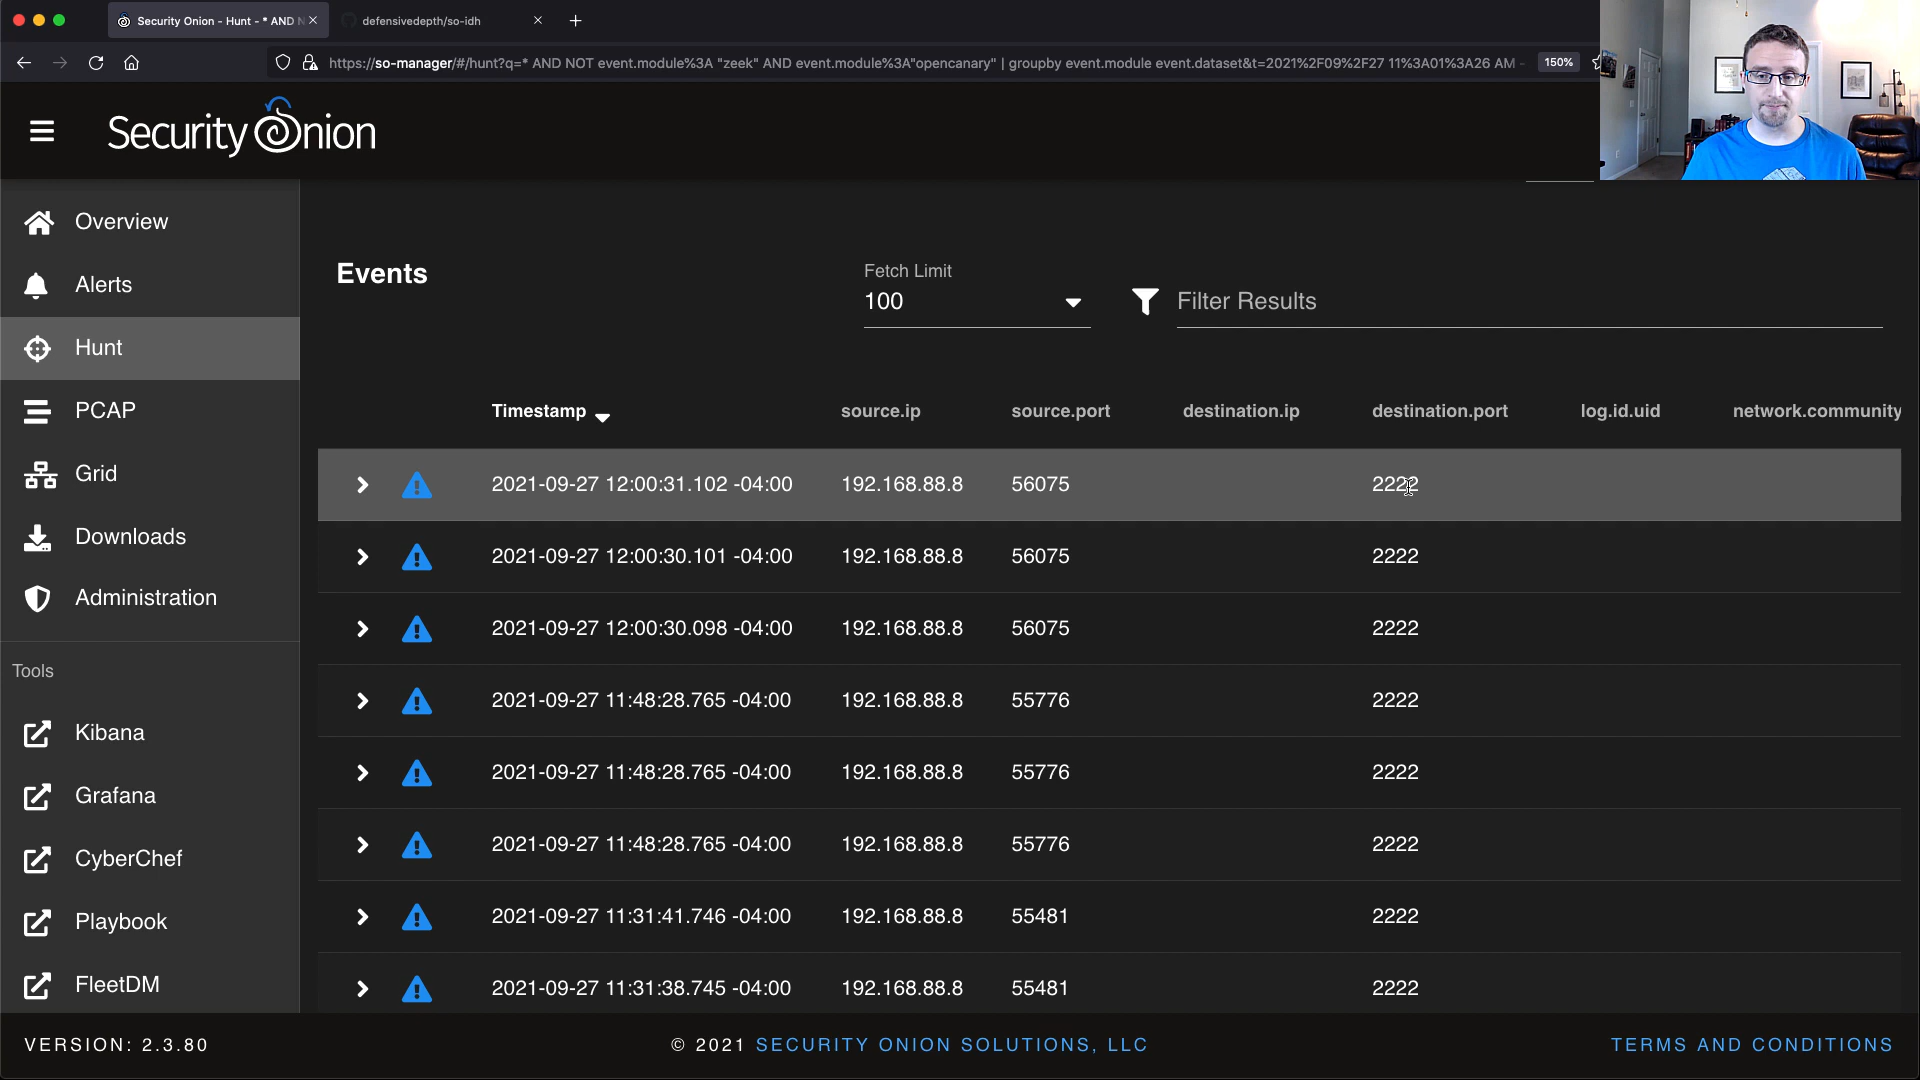 Security Onion - Hunt - * AND N
defensivedepth/so-idh
https://so-manager/#/hunt?q=* AND NOT event.module%3A "zeek" AND event.module%3A"opencanary" | groupby event.module event.dataset&t=2021%2F09%2F27 11%3A01%3A26 AM -
150%
Security Onion
Overview
Alerts
Hunt
PCAP
Grid
Downloads
Administration
Tools
Kibana
Grafana
CyberChef
Playbook
FleetDM
Events
Fetch Limit
100
Filter Results
Timestamp source.ip source.port destination.ip destination.port log.id.uid network.community
2021-09-27 12:00:31.102 -04:00 192.168.88.8 56075 2222
2021-09-27 12:00:30.101 -04:00 192.168.88.8 56075 2222
2021-09-27 12:00:30.098 -04:00 192.168.88.8 56075 2222
2021-09-27 11:48:28.765 -04:00 192.168.88.8 55776 2222
2021-09-27 11:48:28.765 -04:00 192.168.88.8 55776 2222
2021-09-27 11:48:28.765 -04:00 192.168.88.8 55776 2222
2021-09-27 11:31:41.746 -04:00 192.168.88.8 55481 2222
2021-09-27 11:31:38.745 -04:00 192.168.88.8 55481 2222
VERSION: 2.3.80
© 2021 SECURITY ONION SOLUTIONS, LLC
TERMS AND CONDITIONS